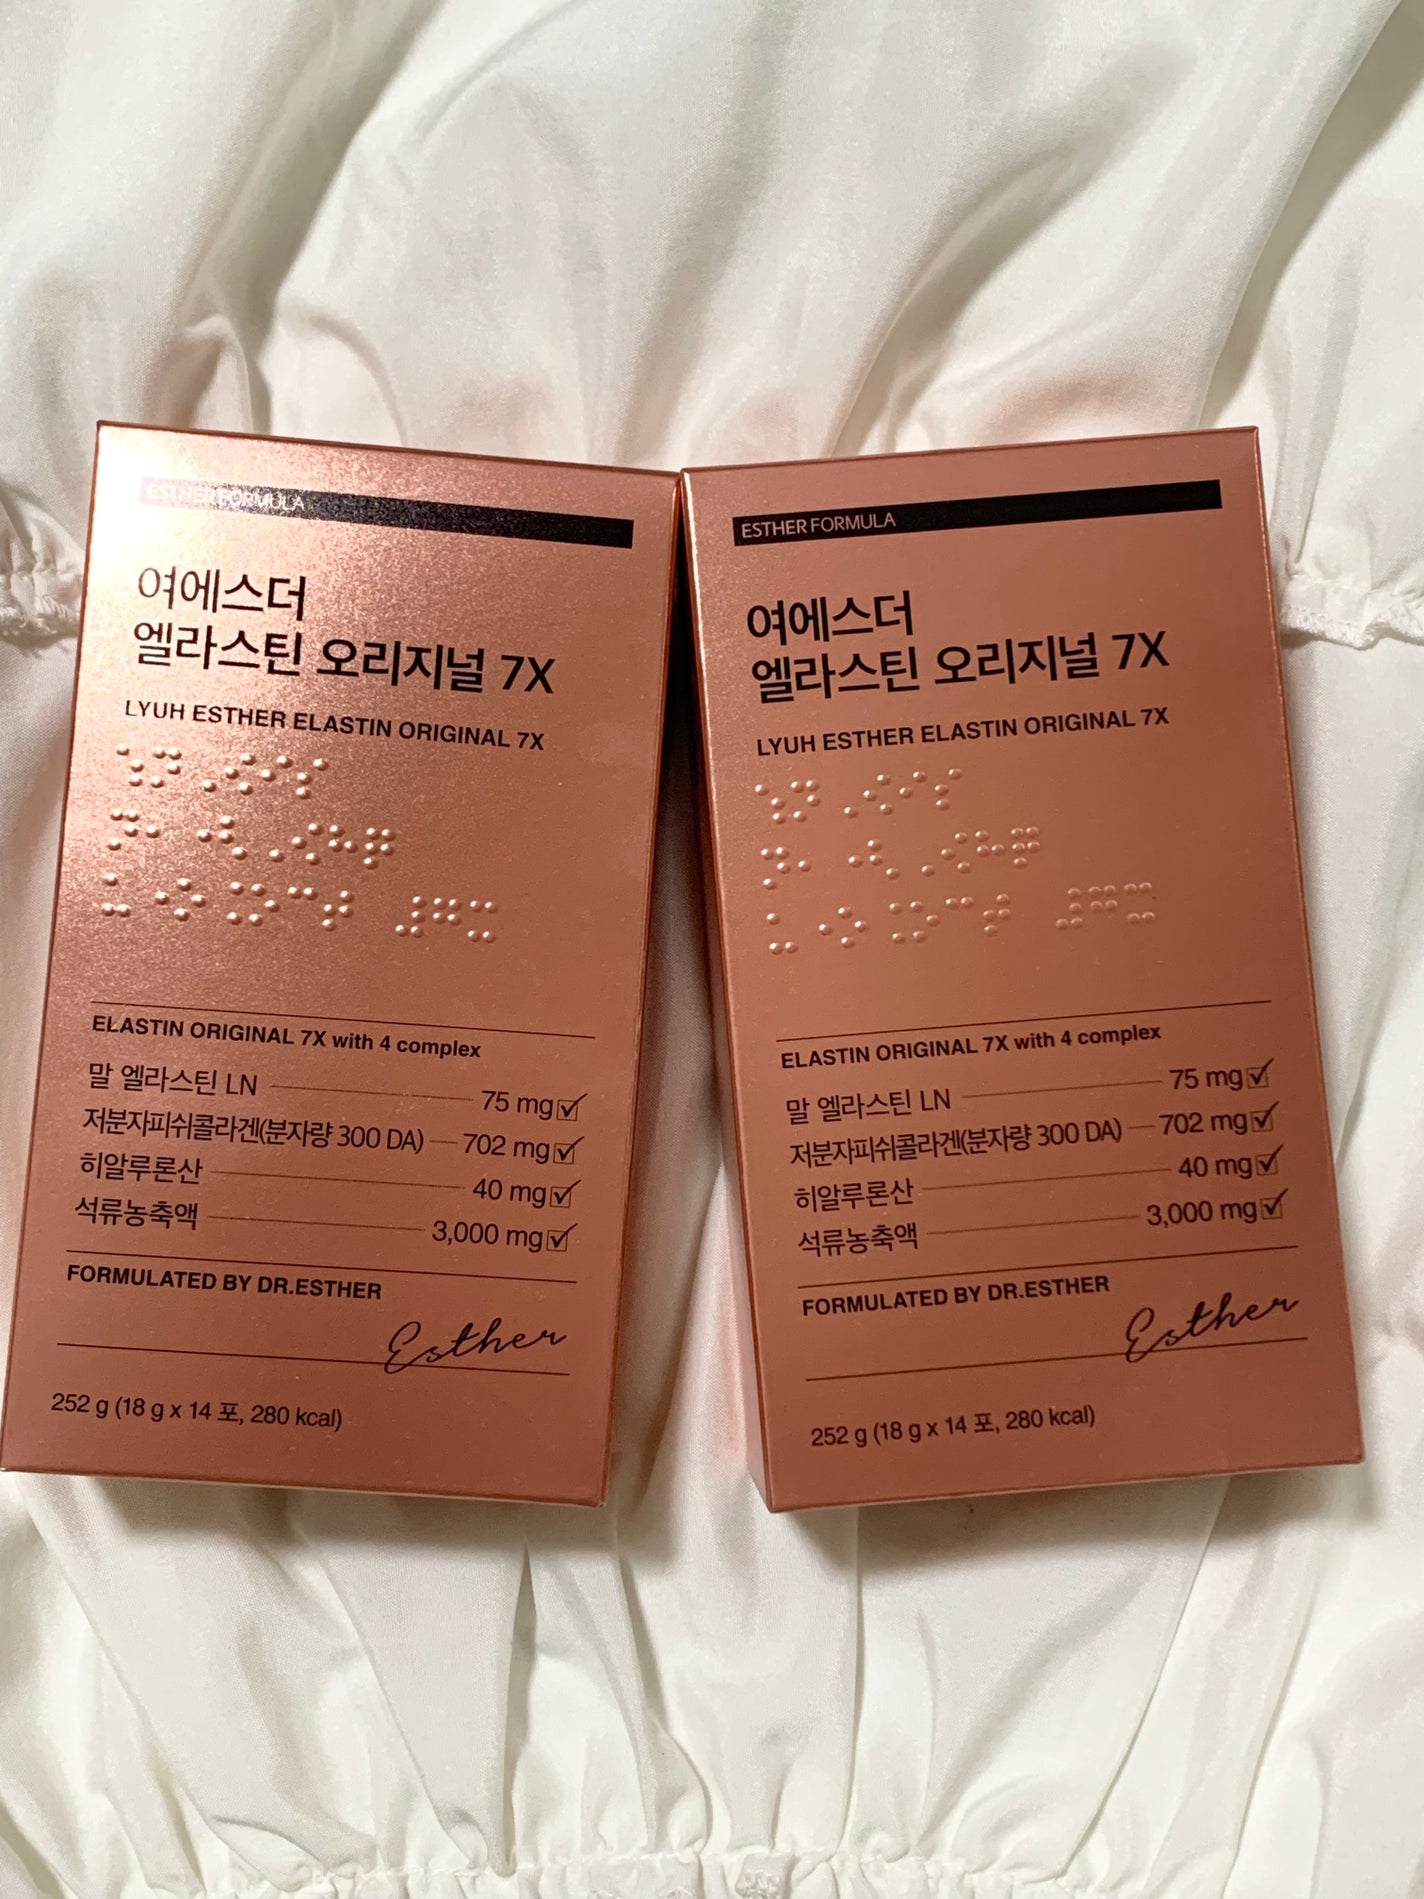 ESTHER FORMULA
여에스더
엘라스틴 오리지널 7X
LYUH ESTHER ELASTIN ORIGINAL 7X
ELASTIN ORIGINAL 7X with 4 complex
말 엘라스틴 LN 75 mg
저분자피쉬콜라겐(분자량 300 DA) 702 mg
히알루론산 40 mg
석류농축액 3,000 mg
FORMULATED BY DR.ESTHER
Esther
252 g (18 g x 14 포, 280 kcal)
ESTHER FORMULA
여에스더
엘라스틴 오리지널 7X
LYUH ESTHER ELASTIN ORIGINAL 7X
ELASTIN ORIGINAL 7X with 4 complex
말 엘라스틴 LN 75 mg
저분자피쉬콜라겐(분자량 300 DA) 702 mg
히알루론산 40 mg
석류농축액 3,000 mg
FORMULATED BY DR.ESTHER
Esther
252 g (18 g x 14 포, 280 kcal)